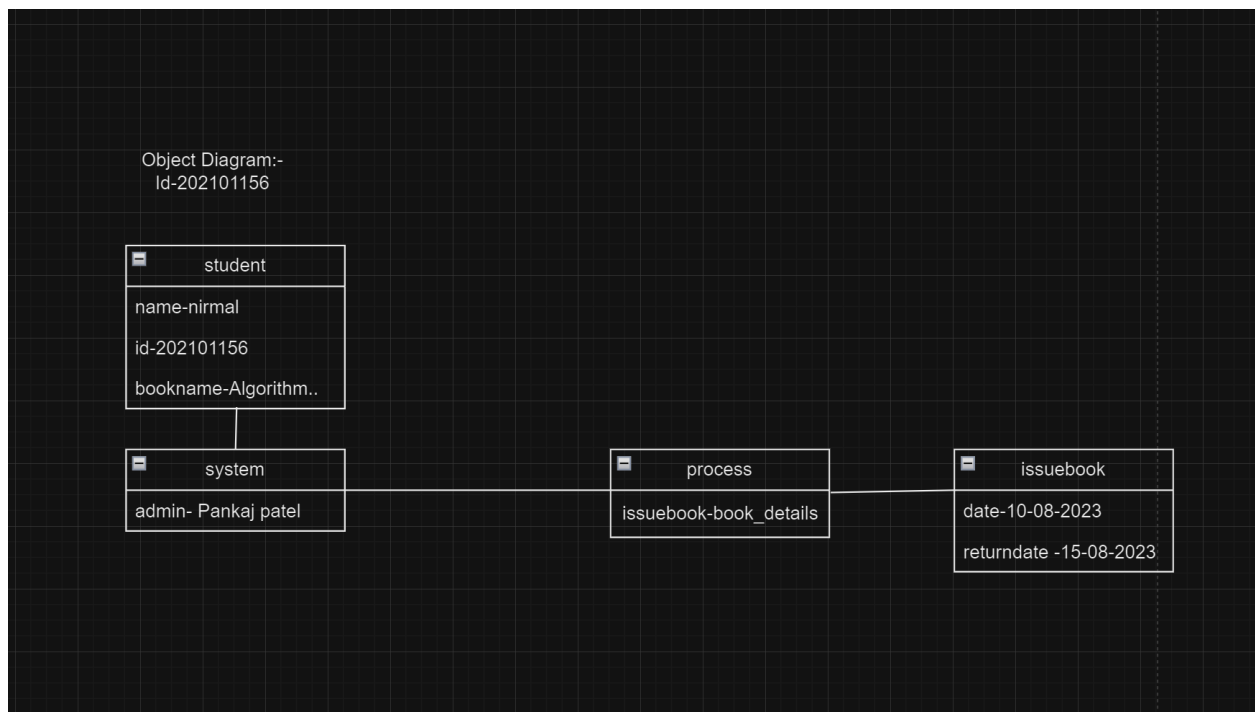 Object Diagram:-
Id-202101156
student
name-nirmal
id-202101156
bookname-Algorithm..
system
admin- Pankaj patel
process
issuebook-book_details
issuebook
date-10-08-2023
returndate -15-08-2023